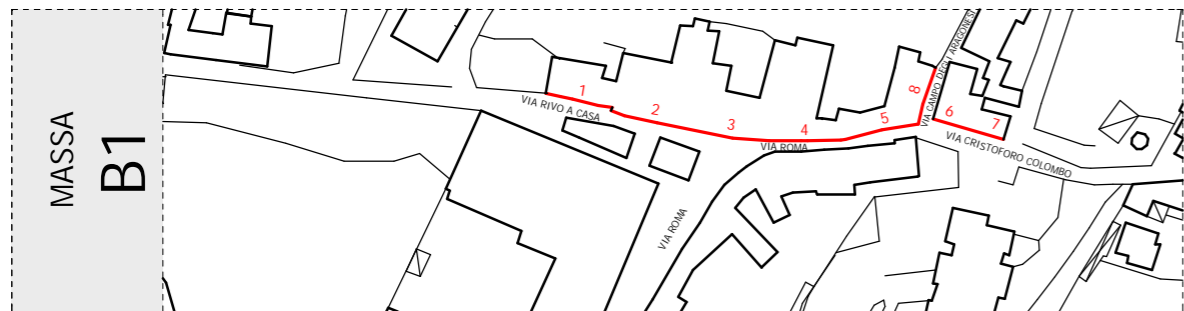 MASSA
B1
VIA RIVO A CASA
1
2
3
4
5
8
6
7
VIA ROMA
VIA ROMA
VIA CAMPO DEGLI ARAGONESI
VIA CRISTOFORO COLOMBO